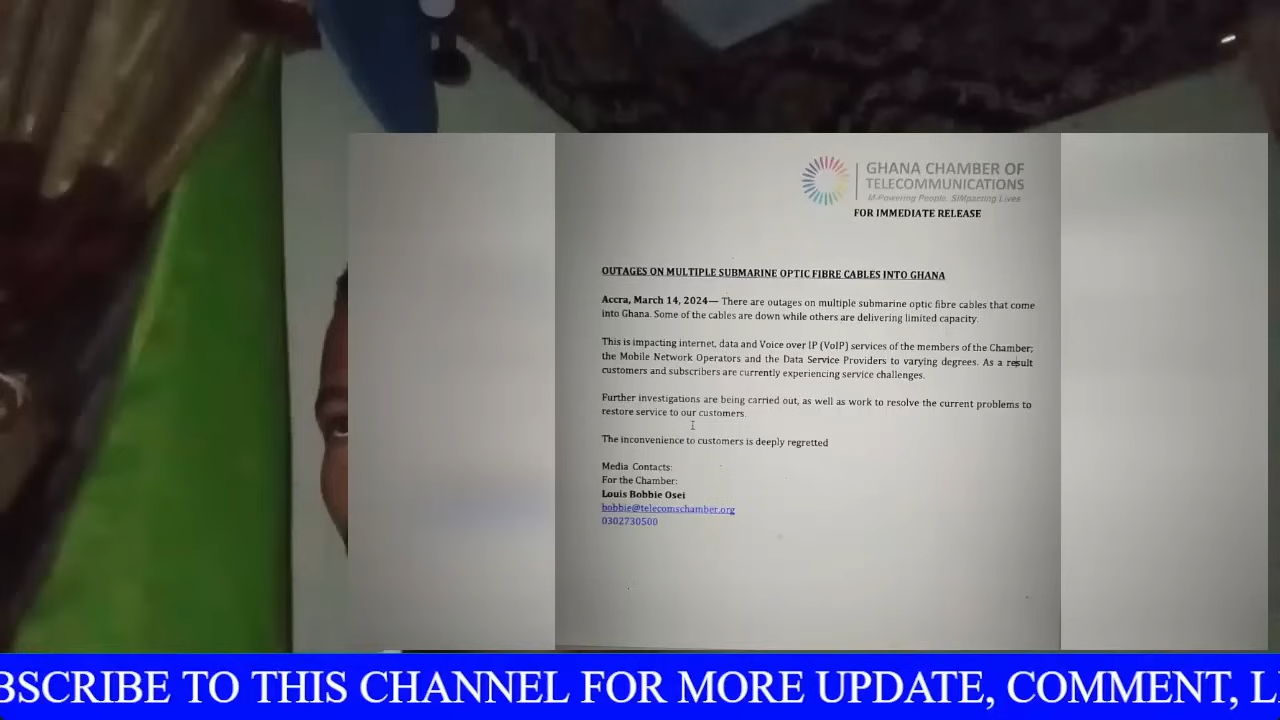 GHANA CHAMBER OF
TELECOMMUNICATIONS
M-Powering People, SIMpacting Lives
FOR IMMEDIATE RELEASE
OUTAGES ON MULTIPLE SUBMARINE OPTIC FIBRE CABLES INTO GHANA
Accra, March 14, 2024— There are outages on multiple submarine optic fibre cables that come
into Ghana. Some of the cables are down while others are delivering limited capacity.
This is impacting internet, data and Voice over IP (VoIP) services of the members of the Chamber;
the Mobile Network Operators and the Data Service Providers to varying degrees. As a result
customers and subscribers are currently experiencing service challenges.
Further investigations are being carried out, as well as work to resolve the current problems to
restore service to our customers.
The inconvenience to customers is deeply regretted
Media Contacts:
For the Chamber:
Louis Bobbie Osei
bobbie@telecomschamber.org
0302730500
BSCRIBE TO THIS CHANNEL FOR MORE UPDATE, COMMENT, L